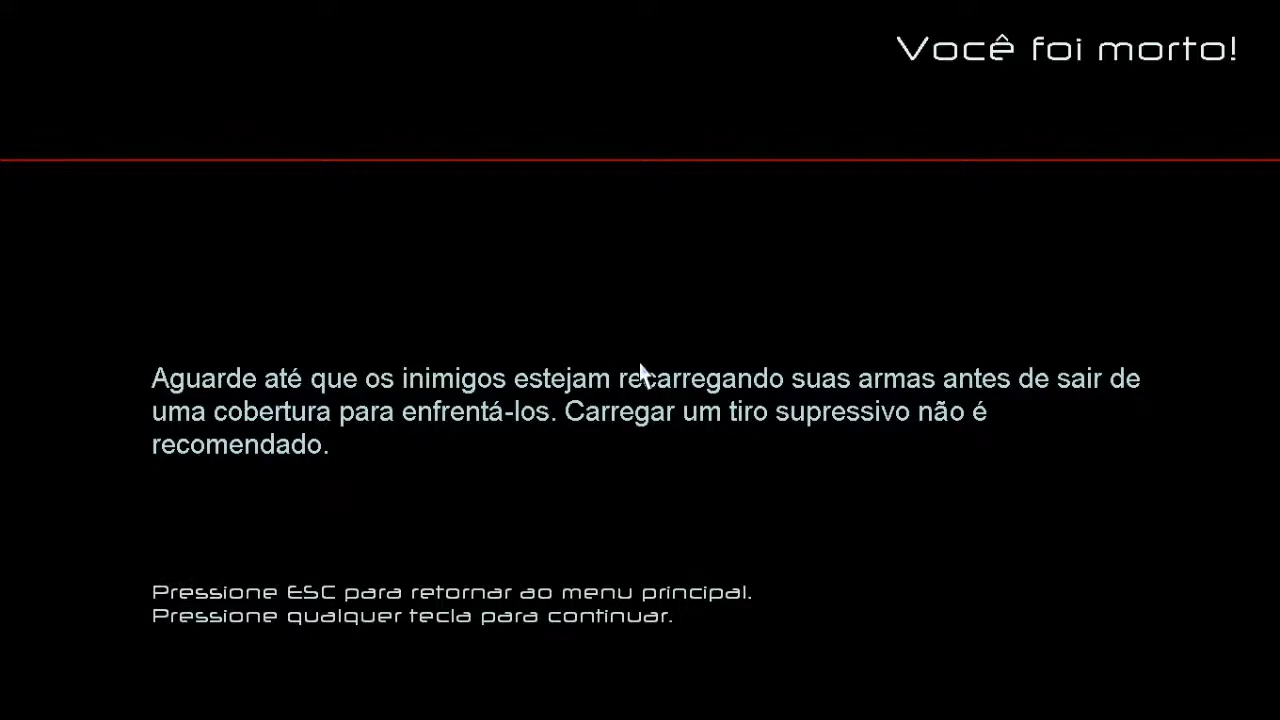 Você foi morto!
Aguarde até que os inimigos estejam recarregando suas armas antes de sair de
uma cobertura para enfrentá-los. Carregar um tiro supressivo não é
recomendado.
Pressione ESC para retornar ao menu principal.
Pressione qualquer tecla para continuar.